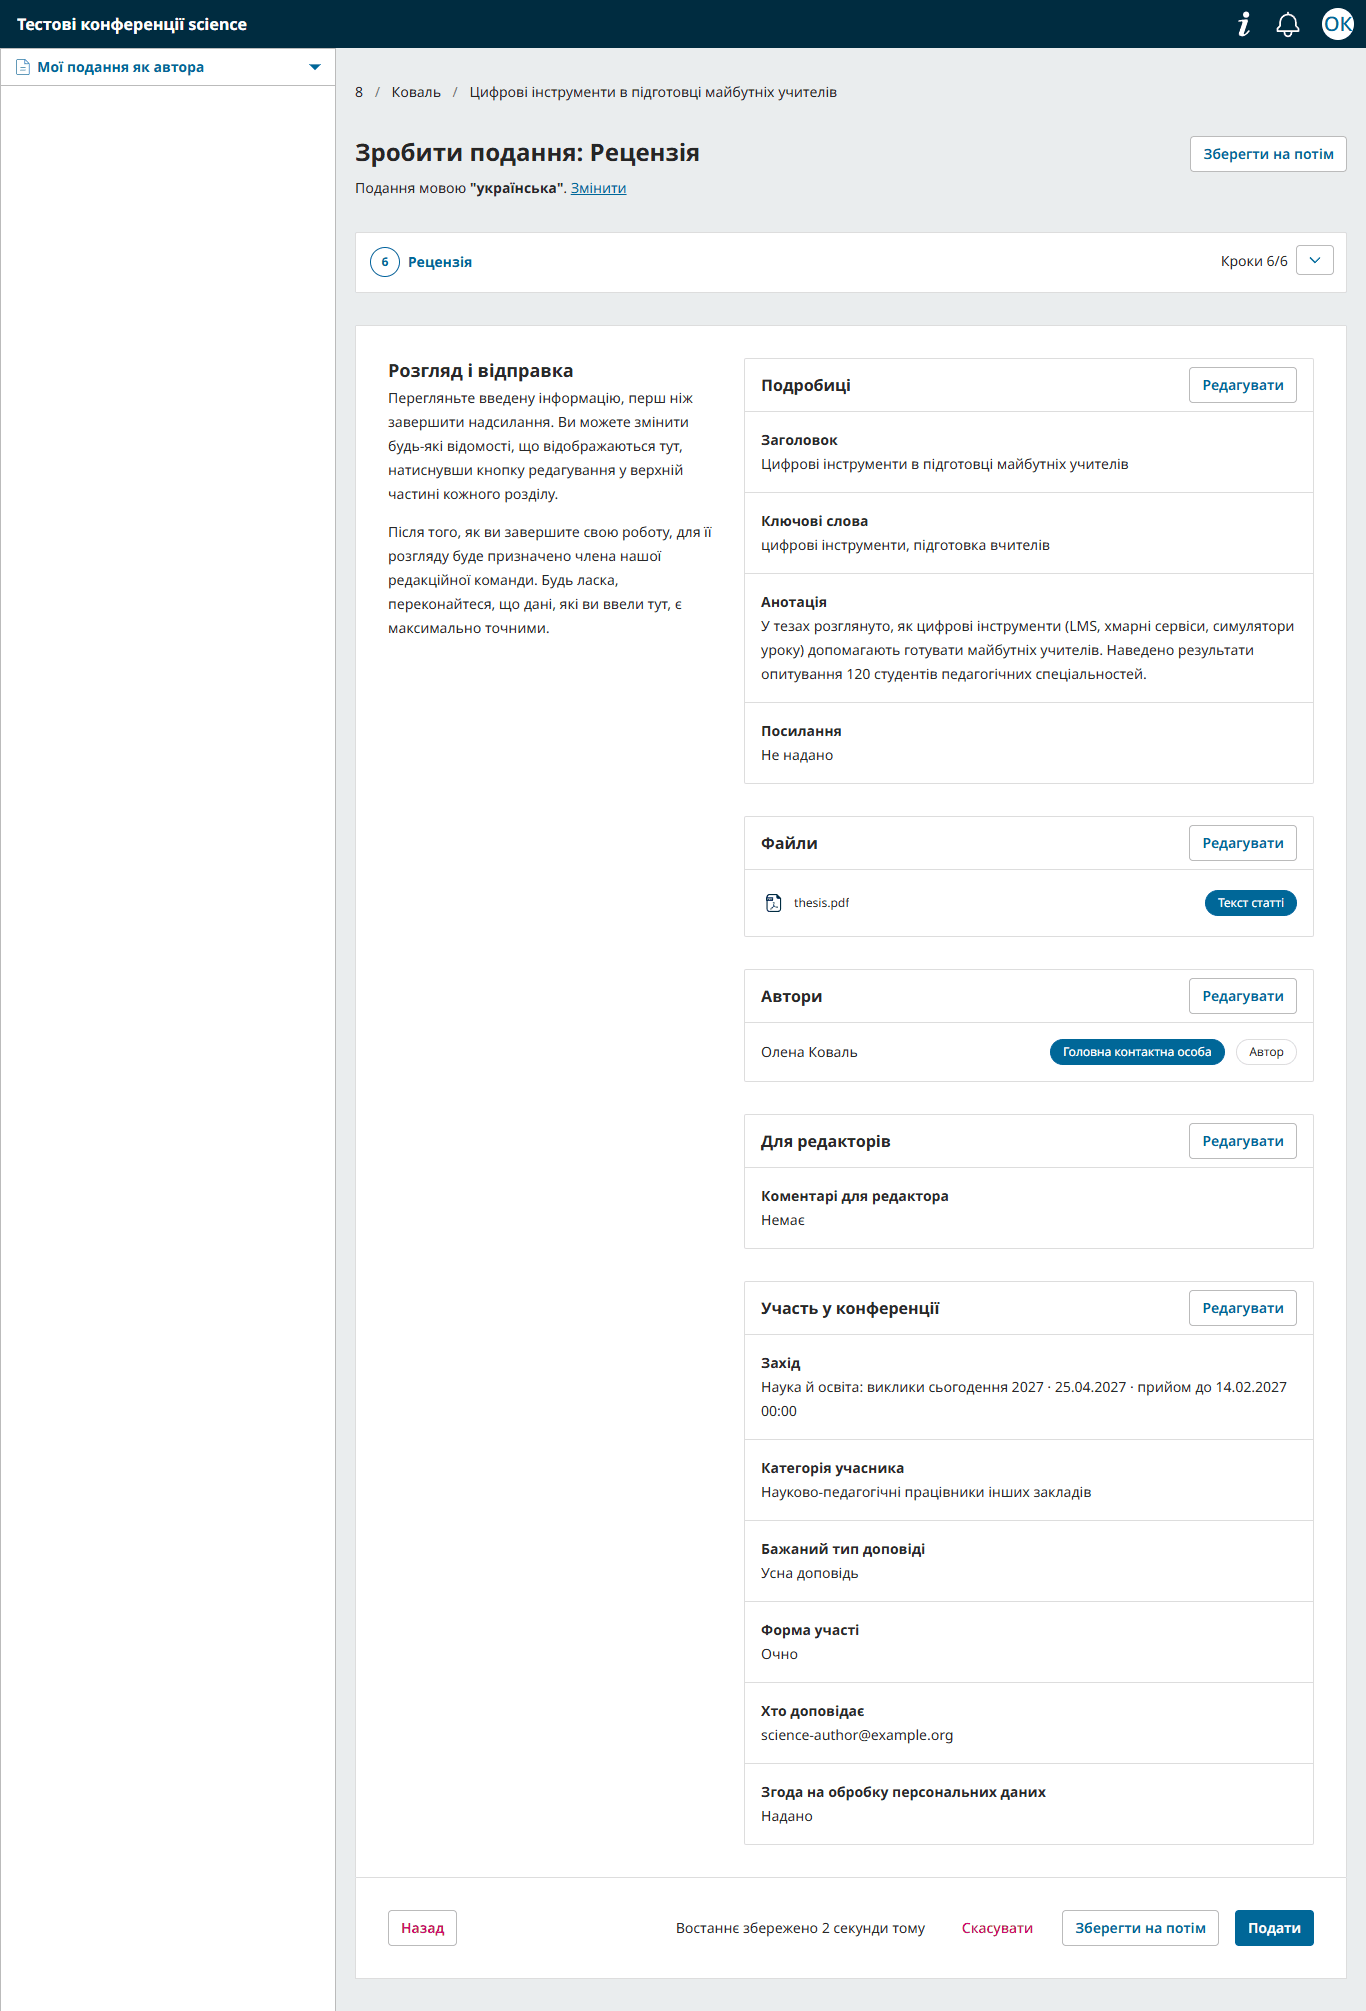 Тестові конференції science
ОК
Мої подання як автора
8 / Коваль / Цифрові інструменти в підготовці майбутніх учителів
Зробити подання: Рецензія
Зберегти на потім
Подання мовою "українська". Змінити
6 Рецензія
Кроки 6/6
Розгляд і відправка
Перегляньте введену інформацію, перш ніж
завершити надсилання. Ви можете змінити
будь-які відомості, що відображаються тут,
натиснувши кнопку редагування у верхній
частині кожного розділу.
Після того, як ви завершите свою роботу, для її
розгляду буде призначено члена нашої
редакційної команди. Будь ласка,
переконайтеся, що дані, які ви ввели тут, є
максимально точними.
Подробиці
Редагувати
Заголовок
Цифрові інструменти в підготовці майбутніх учителів
Ключові слова
цифрові інструменти, підготовка вчителів
Анотація
У тезах розглянуто, як цифрові інструменти (LMS, хмарні сервіси, симулятори
уроку) допомагають готувати майбутніх учителів. Наведено результати
опитування 120 студентів педагогічних спеціальностей.
Посилання
Не надано
Файли
Редагувати
thesis.pdf
Текст статті
Автори
Редагувати
Олена Коваль
Головна контактна особа
Автор
Для редакторів
Редагувати
Коментарі для редактора
Немає
Участь у конференції
Редагувати
Захід
Наука й освіта: виклики сьогодення 2027 · 25.04.2027 · прийом до 14.02.2027
00:00
Категорія учасника
Науково-педагогічні працівники інших закладів
Бажаний тип доповіді
Усна доповідь
Форма участі
Очно
Хто доповідає
science-author@example.org
Згода на обробку персональних даних
Надано
Назад
Востаннє збережено 2 секунди тому
Скасувати
Зберегти на потім
Подати